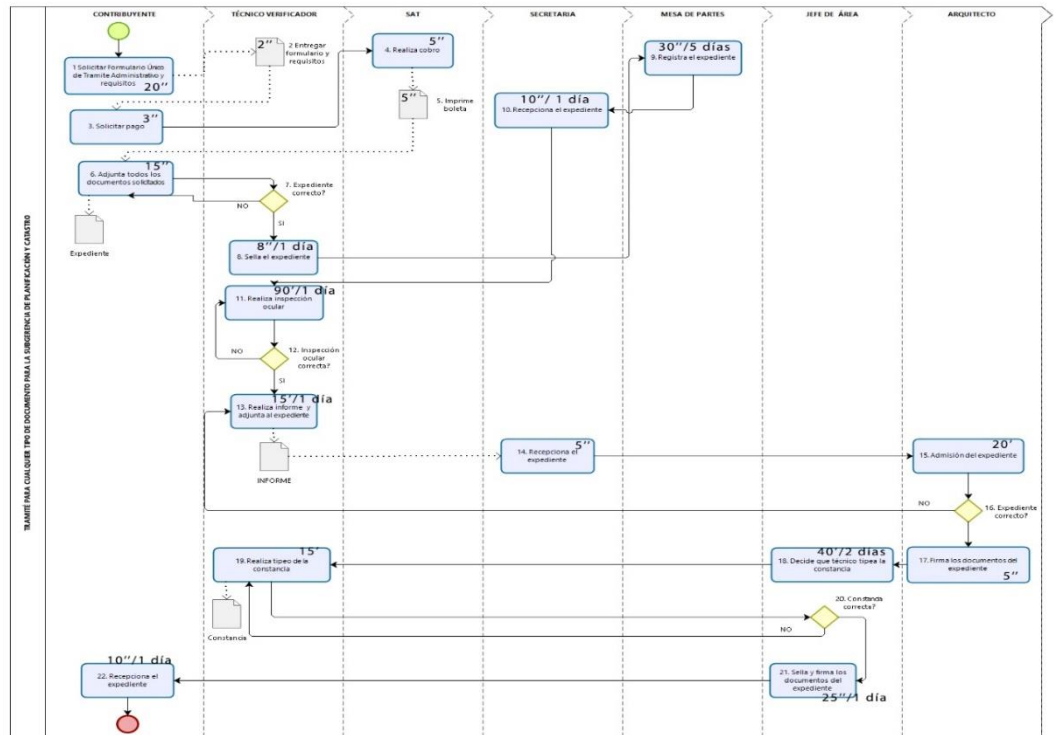 CONTRIBUYENTE
TÉCNICO VERIFICADOR
SAT
SECRETARIA
MESA DE PARTES
JEFE DE ÁREA
ARQUITECTO
TRAMITÉ PARA CUALQUIER TIPO DE DOCUMENTO PARA LA SUBGERENCIA DE PLANIFICACIÓN Y CATASTRO
1 Solicitar Formulario Único
de Tramite Administrativo y
requisitos
20''
2''
2 Entregar
formulario y
requisitos
3''
3. Solicitar pago
5''
4. Realiza cobro
5''
5. Imprime
boleta
15''
6. Adjunta todos los
documentos solicitados
Expediente
7. Expediente
correcto?
NO
SI
8''/1 día
8. Sella el expediente
30''/5 días
9. Registra el expediente
10''/ 1 día
10. Recepciona el expediente
90'/1 día
11. Realiza inspección
ocular
12. Inspección
ocular
correcta?
NO
SI
15'/1 día
13. Realiza informe y
adjunta al expediente
INFORME
5''
14. Recepciona el
expediente
20'
15. Admisión del expediente
16. Expediente
correcto?
NO
17. Firma los documentos del
expediente
5''
40'/2 días
18. Decide que técnico tipea la
constancia
15'
19. Realiza tipeo de la
constancia
Constancia
20. Constancia
correcta?
NO
21. Sella y firma los
documentos del
expediente
25''/1 día
10''/1 día
22. Recepciona el
expediente